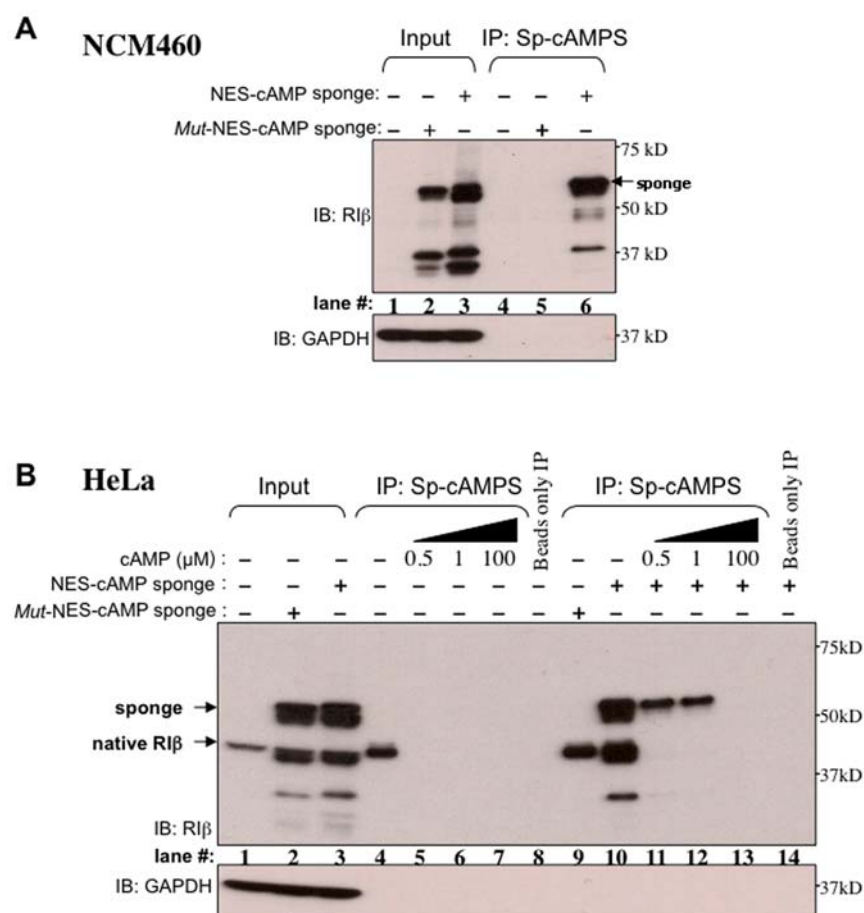 A NCM460
Input IP: Sp-cAMPS
NES-cAMP sponge: – – + – – +
Mut-NES-cAMP sponge: – + – – + –
75 kD
sponge
50 kD
IB: RIβ
37 kD
lane #: 1 2 3 4 5 6
IB: GAPDH 37 kD
B HeLa
Input IP: Sp-cAMPS Beads only IP IP: Sp-cAMPS Beads only IP
cAMP (µM) : – – – – 0.5 1 100 – – – 0.5 1 100 –
NES-cAMP sponge : – – + – – – – – – + + + + +
Mut-NES-cAMP sponge : – + – – – – – – + – – – – –
75kD
sponge
50kD
native RIβ
37kD
IB: RIβ
lane #: 1 2 3 4 5 6 7 8 9 10 11 12 13 14
IB: GAPDH 37kD